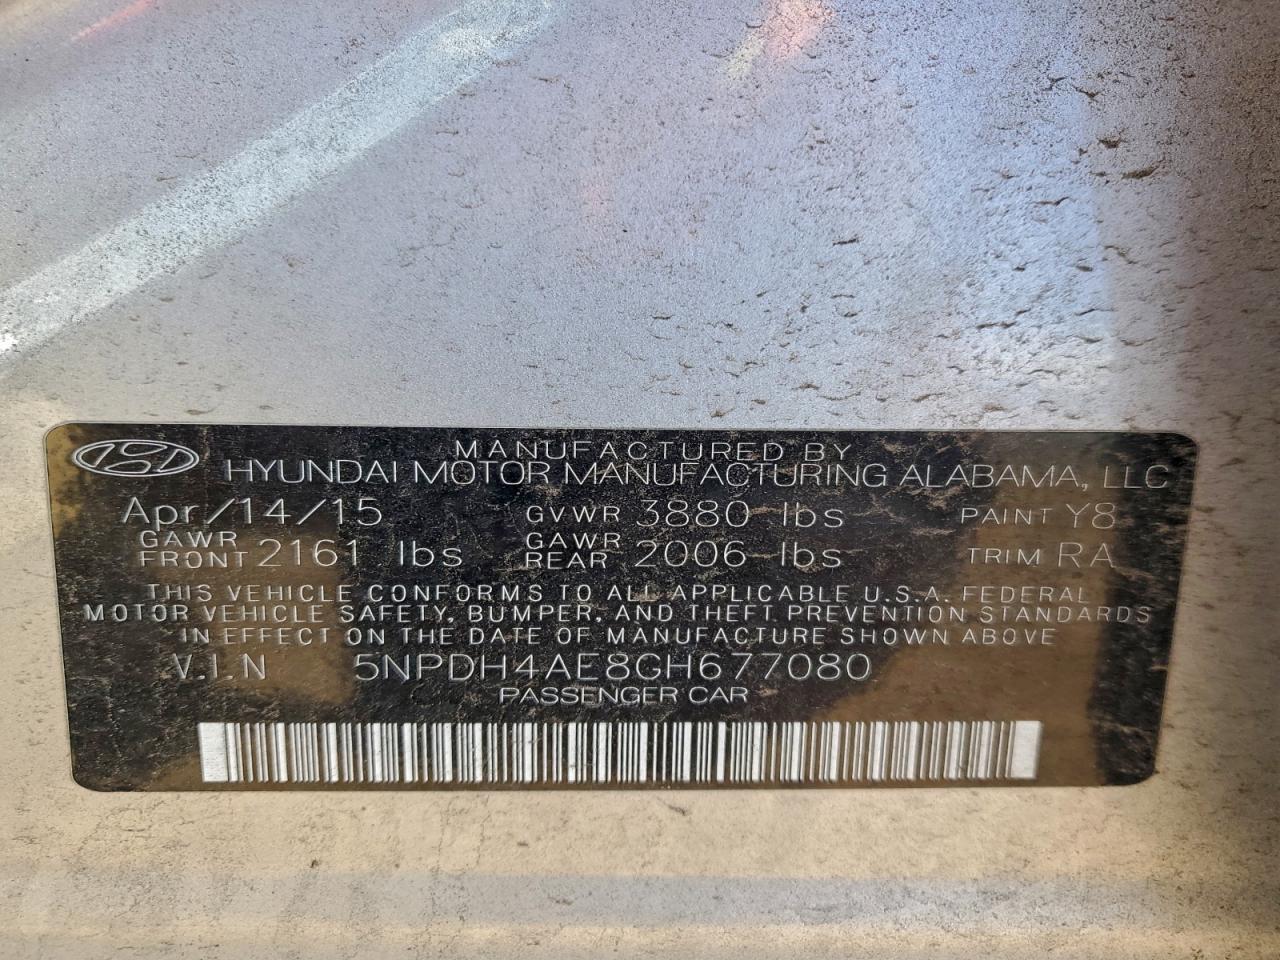 MANUFACTURED BY
HYUNDAI MOTOR MANUFACTURING ALABAMA, LLC
Apr/14/15 GVWR 3880 lbs PAINT Y8
GAWR FRONT 2161 lbs GAWR REAR 2006 lbs TRIM RA
THIS VEHICLE CONFORMS TO ALL APPLICABLE U.S.A. FEDERAL
MOTOR VEHICLE SAFETY, BUMPER, AND THEFT PREVENTION STANDARDS
IN EFFECT ON THE DATE OF MANUFACTURE SHOWN ABOVE
V.I.N 5NPDH4AE8GH677080
PASSENGER CAR